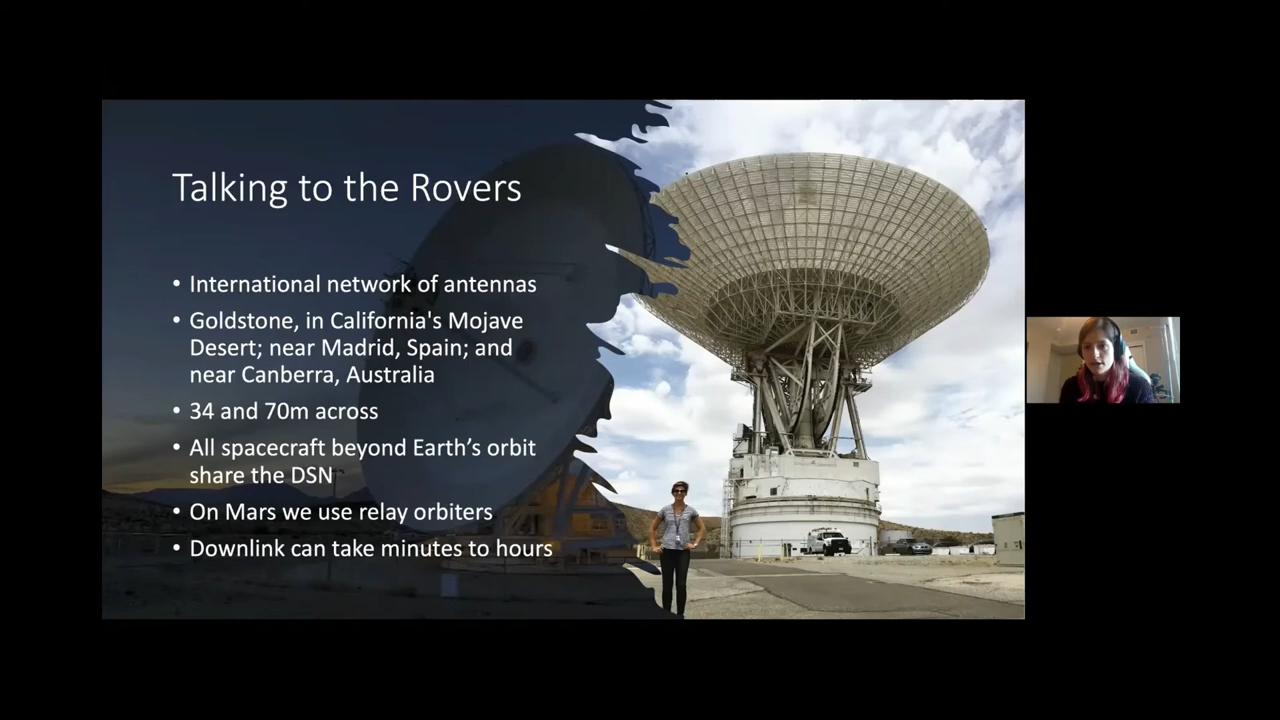 Talking to the Rovers
• International network of antennas
• Goldstone, in California's Mojave
Desert; near Madrid, Spain; and
near Canberra, Australia
• 34 and 70m across
• All spacecraft beyond Earth’s orbit
share the DSN
• On Mars we use relay orbiters
• Downlink can take minutes to hours